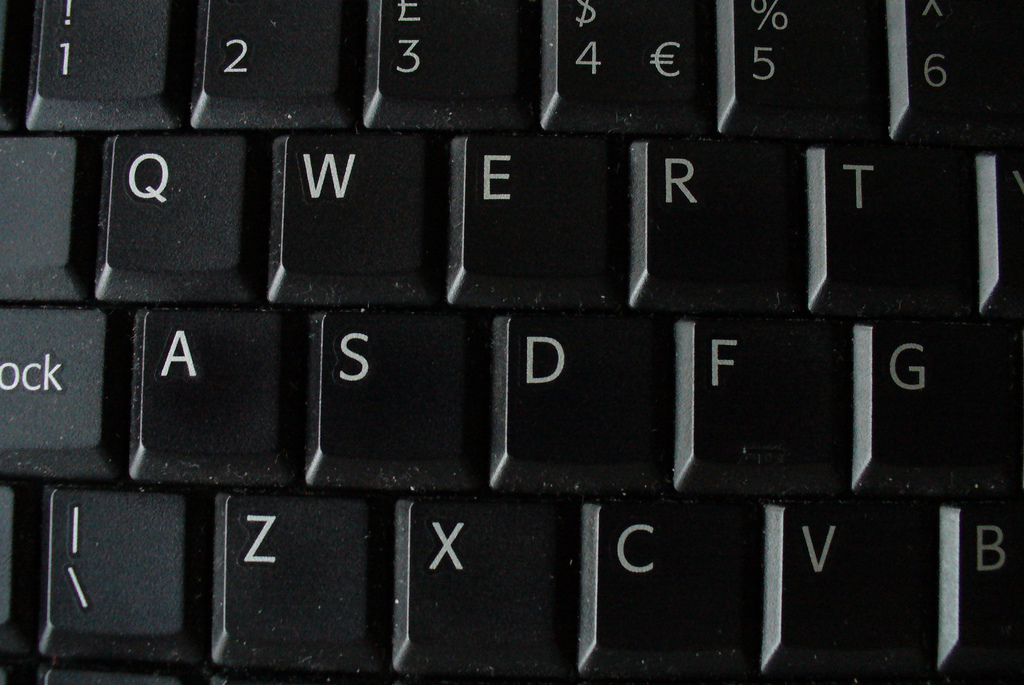 ! £ $ % ^
1 2 3 4 € 5 6
Q W E R T
ock A S D F G
| Z X C V B
\